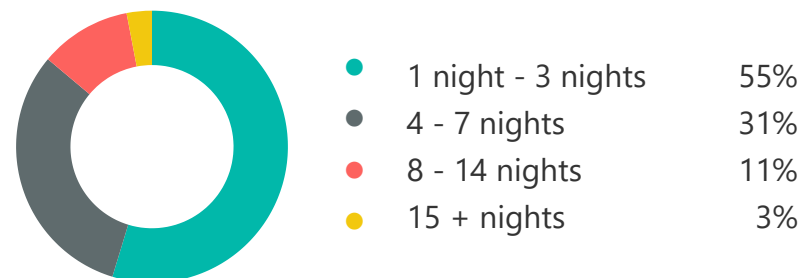 1 night - 3 nights 55%
4 - 7 nights 31%
8 - 14 nights 11%
15 + nights 3%